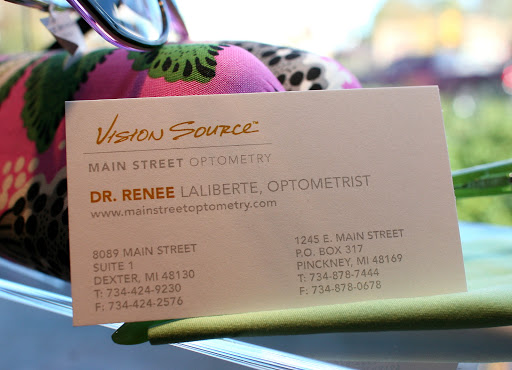 Vision Source™
MAIN STREET OPTOMETRY
DR. RENEE LALIBERTE, OPTOMETRIST
www.mainstreetoptometry.com
8089 MAIN STREET
SUITE 1
DEXTER, MI 48130
T: 734-424-9230
F: 734-424-2576
1245 E. MAIN STREET
P.O. BOX 317
PINCKNEY, MI 48169
T: 734-878-7444
F: 734-878-0678